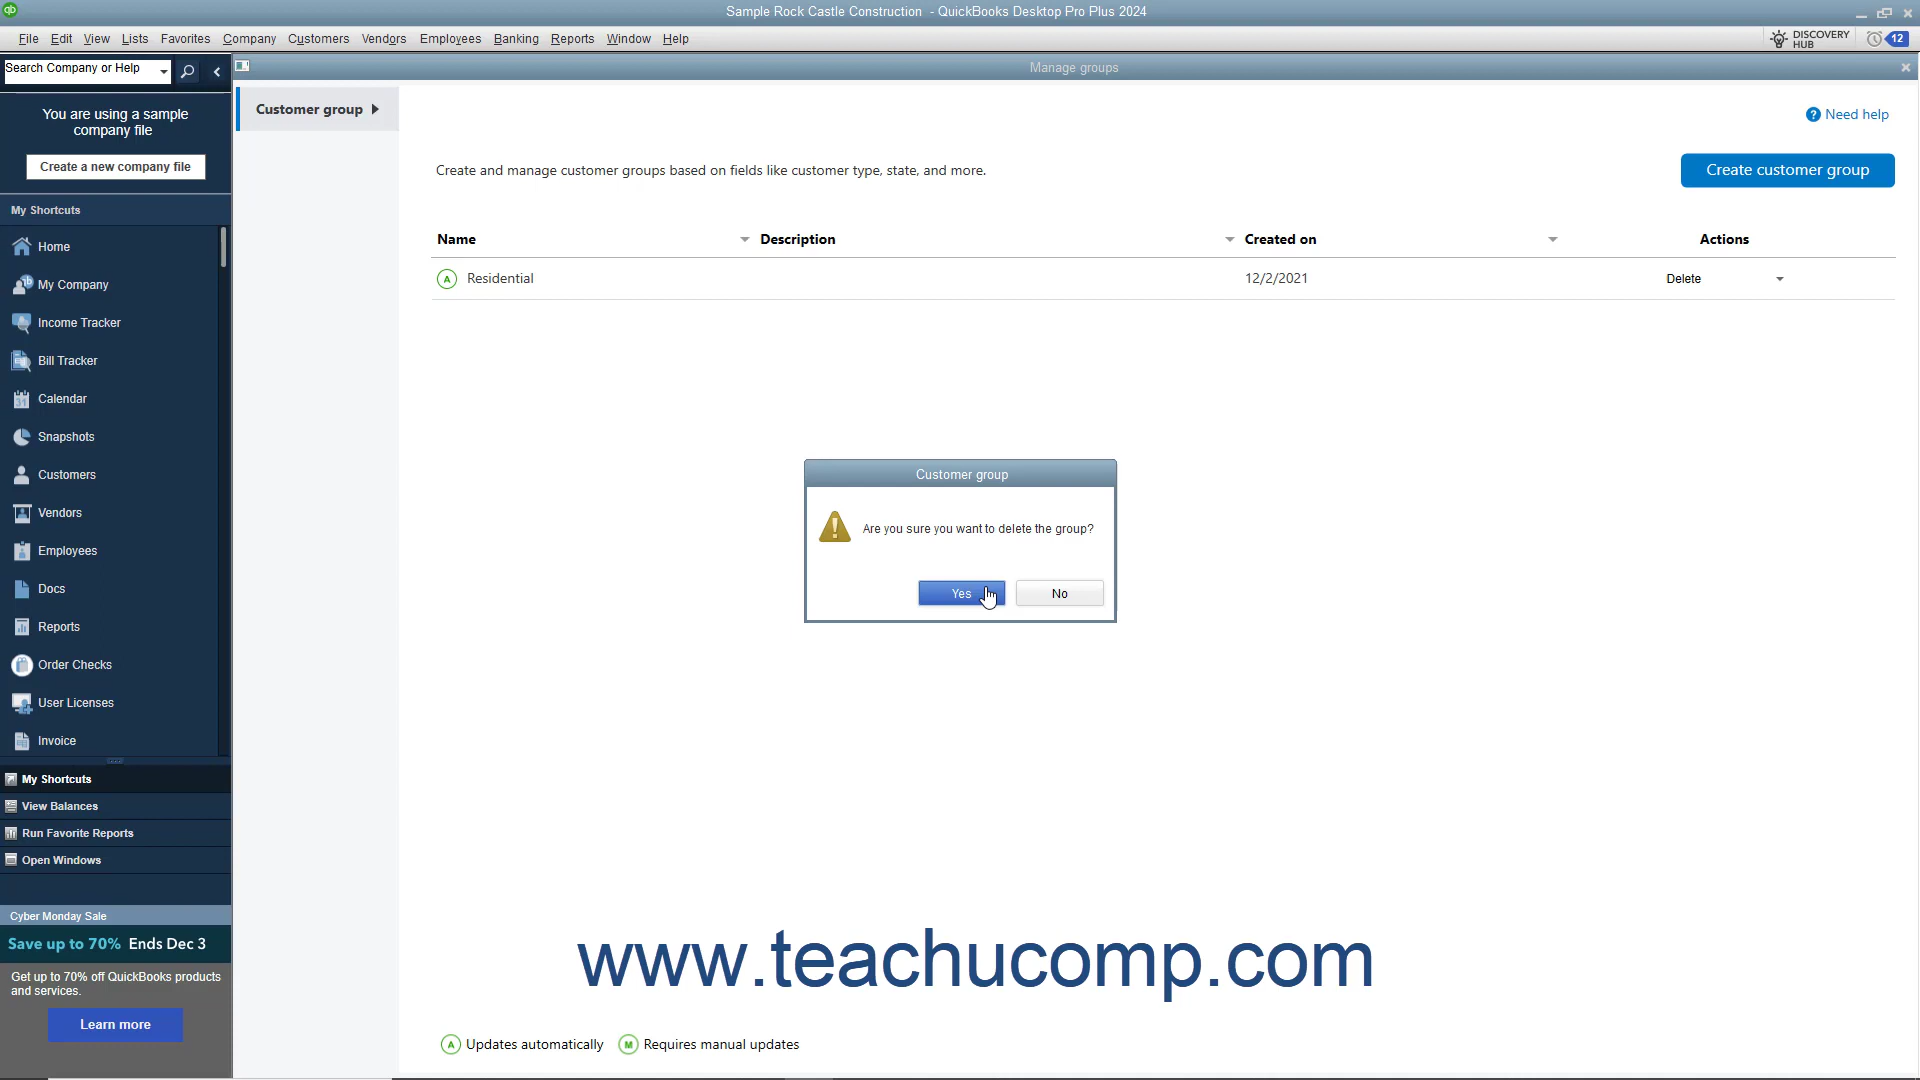 Sample Rock Castle Construction - QuickBooks Desktop Pro Plus 2024
File Edit View Lists Favorites Company Customers Vendors Employees Banking Reports Window Help
DISCOVERY
HUB
12
Search Company or Help
Manage groups
You are using a sample
company file
Create a new company file
My Shortcuts
Home
My Company
Income Tracker
Bill Tracker
Calendar
Snapshots
Customers
Vendors
Employees
Docs
Reports
Order Checks
User Licenses
Invoice
My Shortcuts
View Balances
Run Favorite Reports
Open Windows
Cyber Monday Sale
Save up to 70% Ends Dec 3
Get up to 70% off QuickBooks products
and services.
Learn more
Customer group
Need help
Create and manage customer groups based on fields like customer type, state, and more.
Create customer group
Name Description Created on Actions
A Residential 12/2/2021 Delete
Customer group
Are you sure you want to delete the group?
Yes No
www.teachucomp.com
A Updates automatically M Requires manual updates